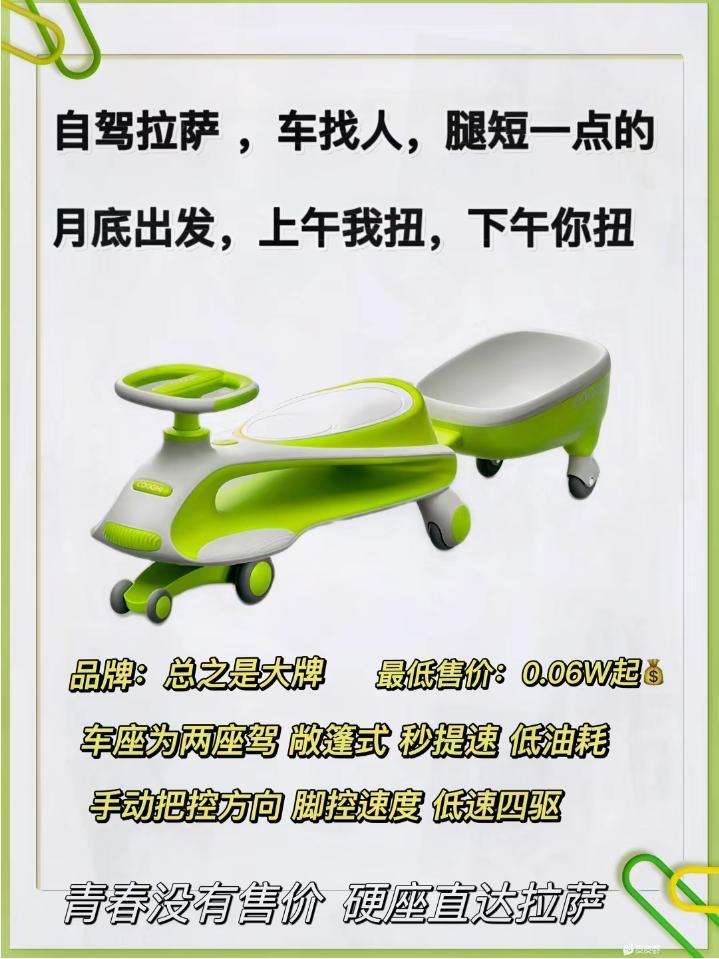 自驾拉萨，车找人，腿短一点的
月底出发，上午我扭，下午你扭
COOGHI
品牌：总之是大牌 最低售价：0.06W起💰
车座为两座驾 敞篷式 秒提速 低油耗
手动把控方向 脚控速度 低速四驱
青春没有售价 硬座直达拉萨
皮皮虾